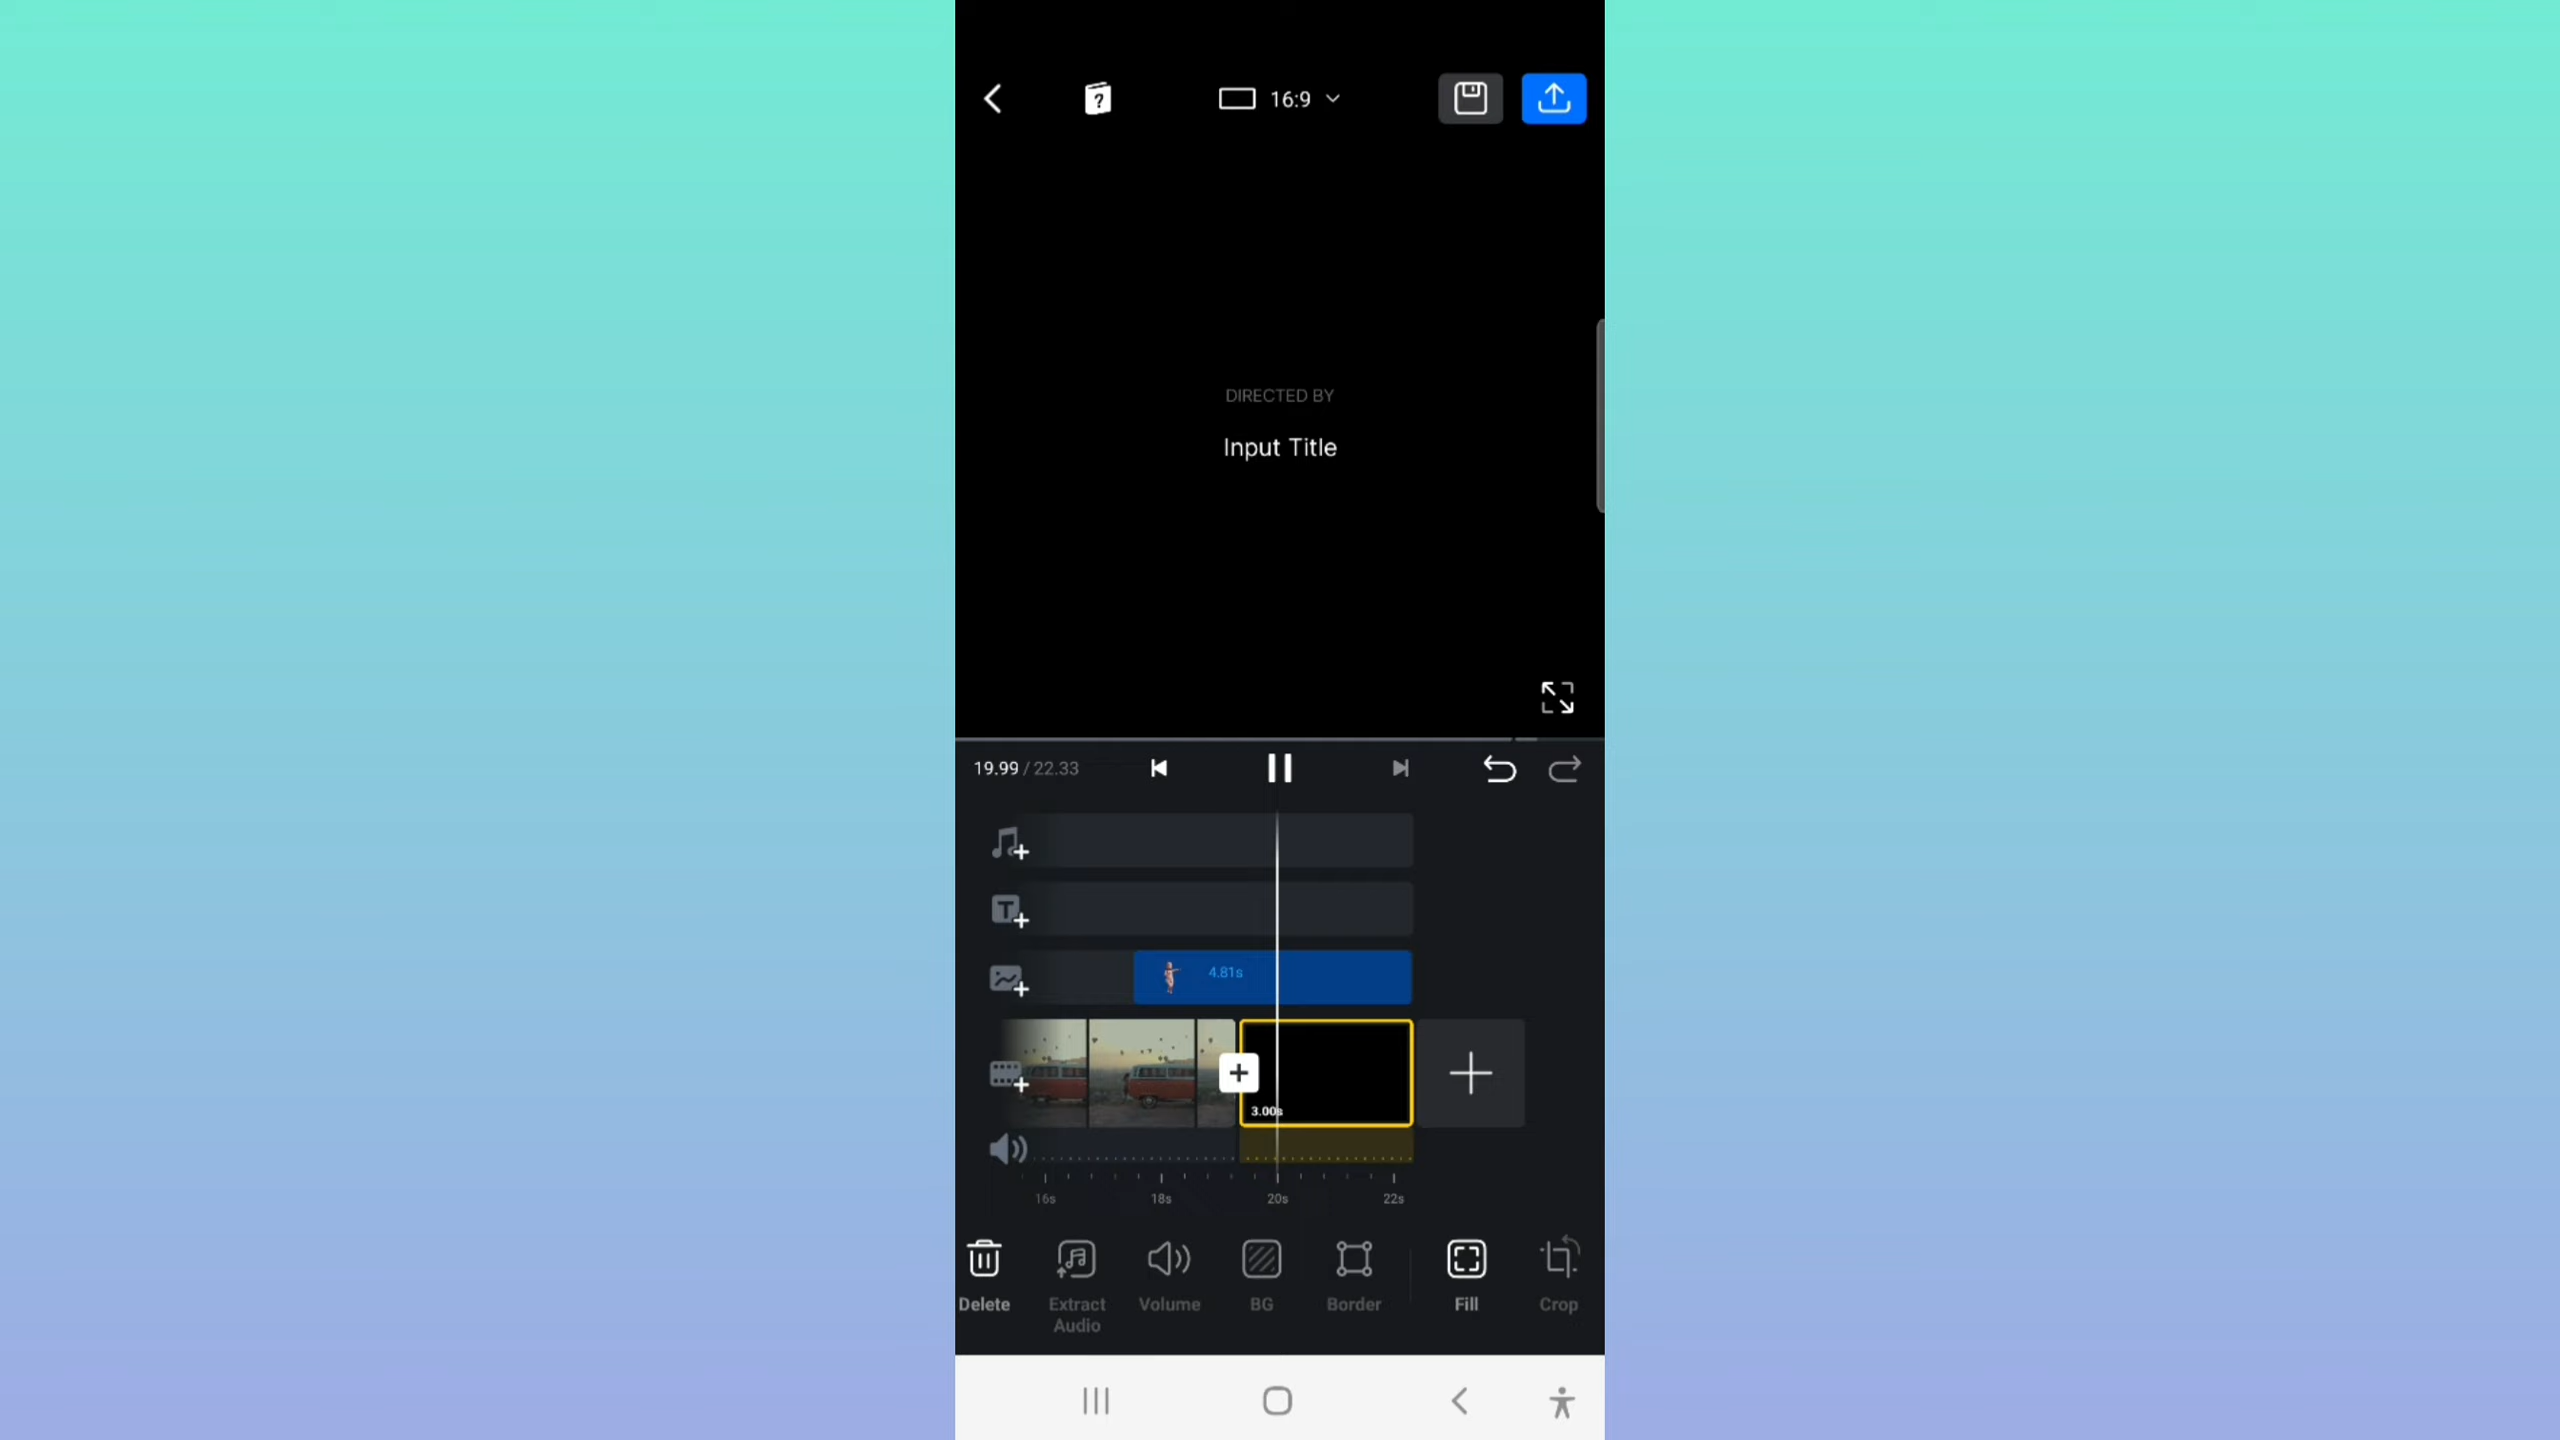 ?
16:9
DIRECTED BY
Input Title
19.99 / 22.33
T
4.81s
3.00s
16s 18s 20s 22s
Delete Extract Audio Volume BG Border Fill Crop